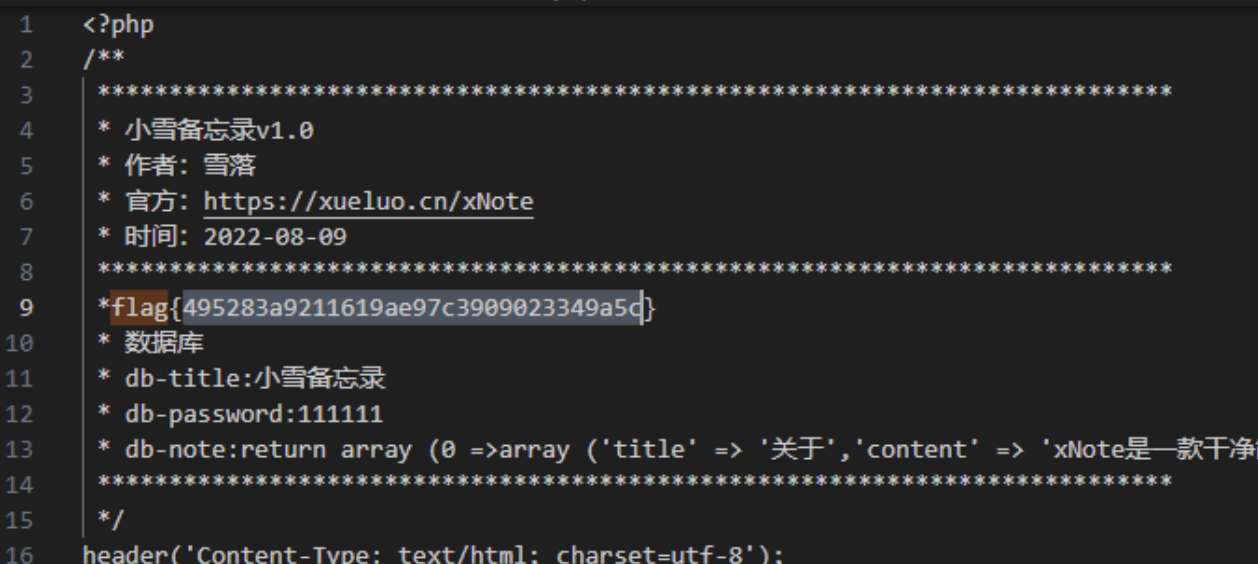 1 <?php
2 /**
3 ***************************************************************************
4 * 小雪备忘录v1.0
5 * 作者：雪落
6 * 官方：https://xueluo.cn/xNote
7 * 时间：2022-08-09
8 ***************************************************************************
9 *flag{495283a9211619ae97c3909023349a5c}
10 * 数据库
11 * db-title:小雪备忘录
12 * db-password:111111
13 * db-note:return array (0 =>array ('title' => '关于','content' => 'xNote是一款干净
14 ***************************************************************************
15 */
16 header('Content-Type: text/html; charset=utf-8');